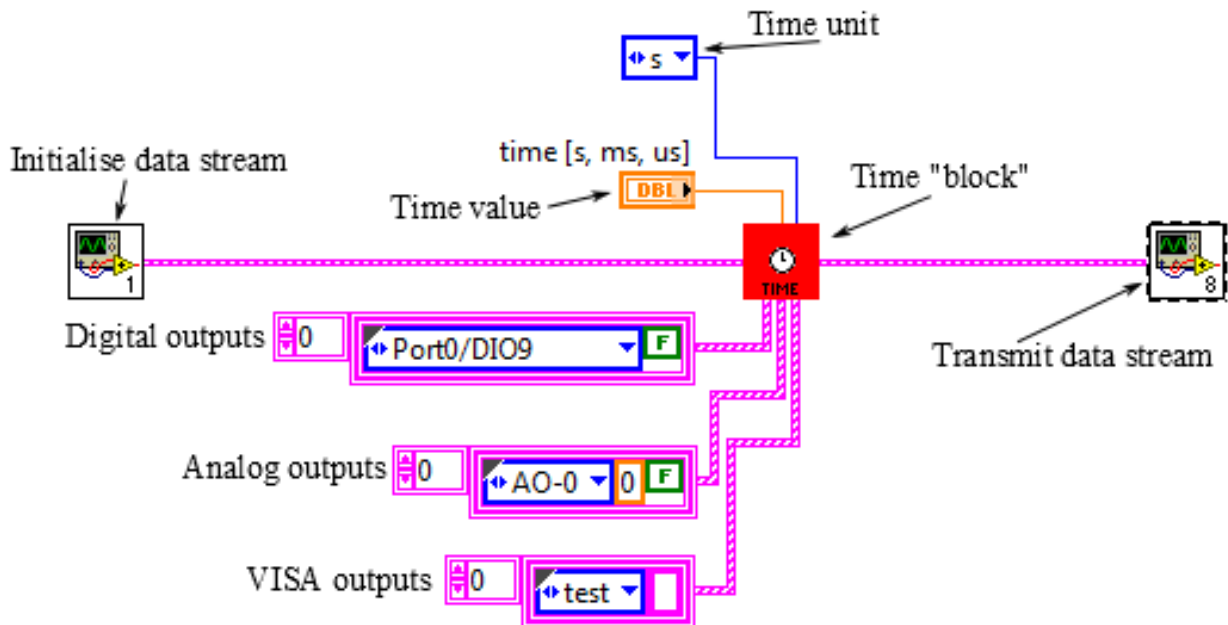 Time unit
s
Initialise data stream
time [s, ms, us]
Time "block"
DBL
Time value
1
TIME
8
Digital outputs
0
Port0/DIO9
F
Transmit data stream
Analog outputs
0
AO-0
0
F
VISA outputs
0
test